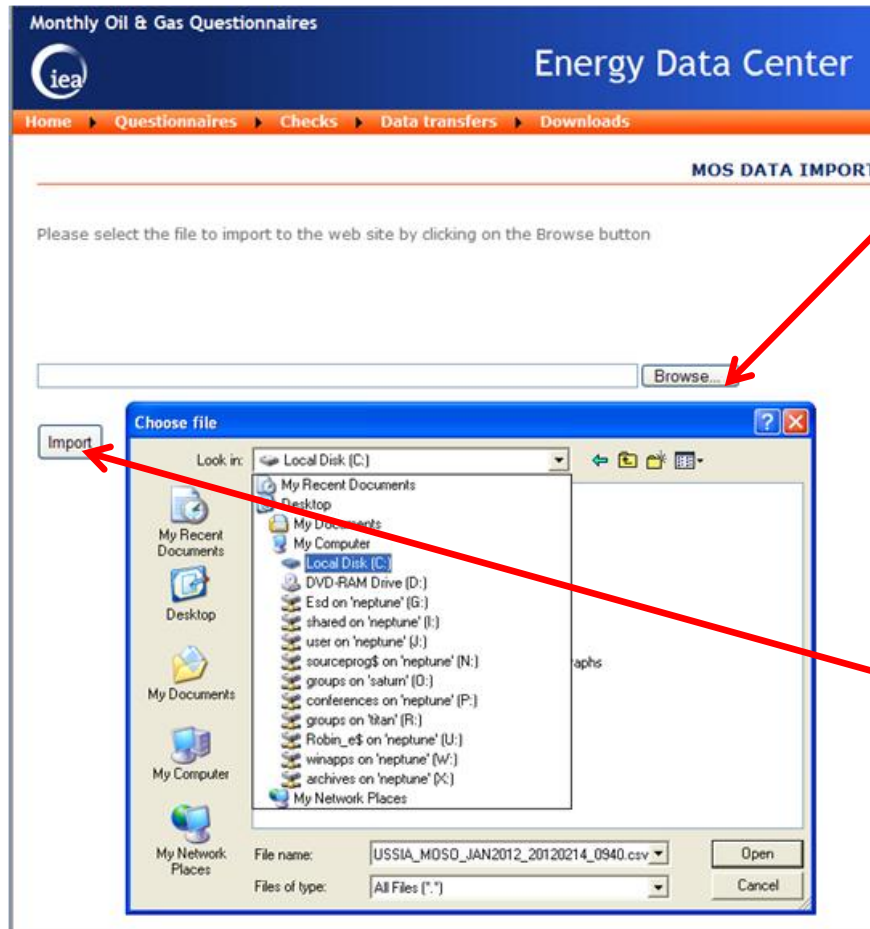 Monthly Oil & Gas Questionnaires
iea
Energy Data Center
Home Questionnaires Checks Data transfers Downloads
MOS DATA IMPORT
Please select the file to import to the web site by clicking on the Browse button
Browse...
Import
Choose file
Look in: Local Disk (C:)
My Recent Documents
Desktop
My Documents
My Computer
Local Disk (C:)
DVD-RAM Drive (D:)
Esd on 'neptune' (G:)
shared on 'neptune' (I:)
user on 'neptune' (J:)
sourceprog$ on 'neptune' (N:)
groups on 'saturn' (O:)
conferences on 'neptune' (P:)
groups on 'titan' (R:)
Robin_e$ on 'neptune' (U:)
winapps on 'neptune' (W:)
archives on 'neptune' (X:)
My Network Places
aphs
My Recent
Documents
Desktop
My Documents
My Computer
My Network
Places
File name: USSIA_MOSO_JAN2012_20120214_0940.csv
Open
Files of type: All Files (*.*)
Cancel